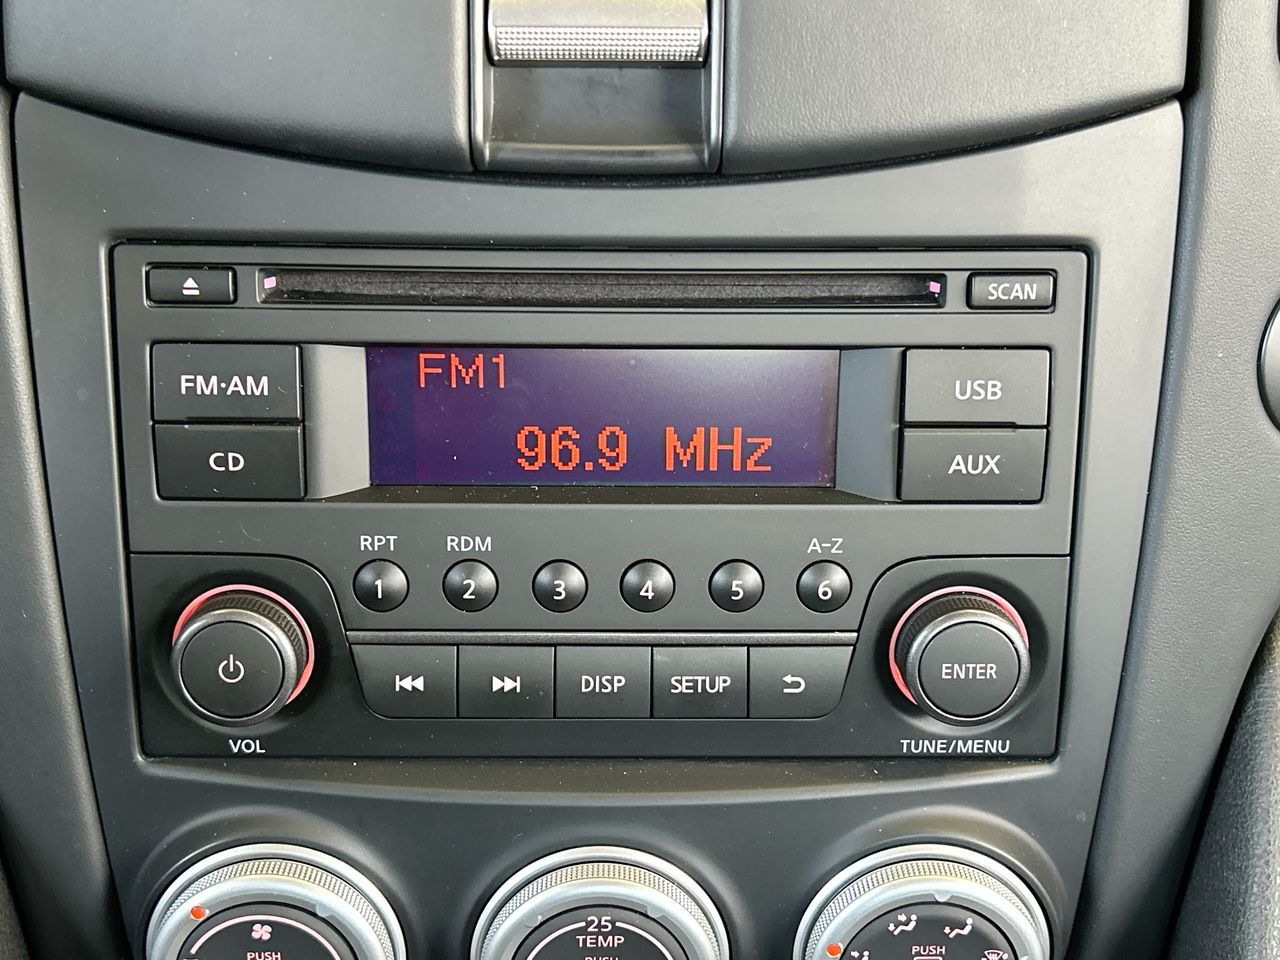 SCAN
FM·AM
FM1
USB
CD
96.9 MHz
AUX
RPT
RDM
A-Z
1
2
3
4
5
6
DISP
SETUP
ENTER
VOL
TUNE/MENU
25
TEMP
PUSH
PUSH
PUSH